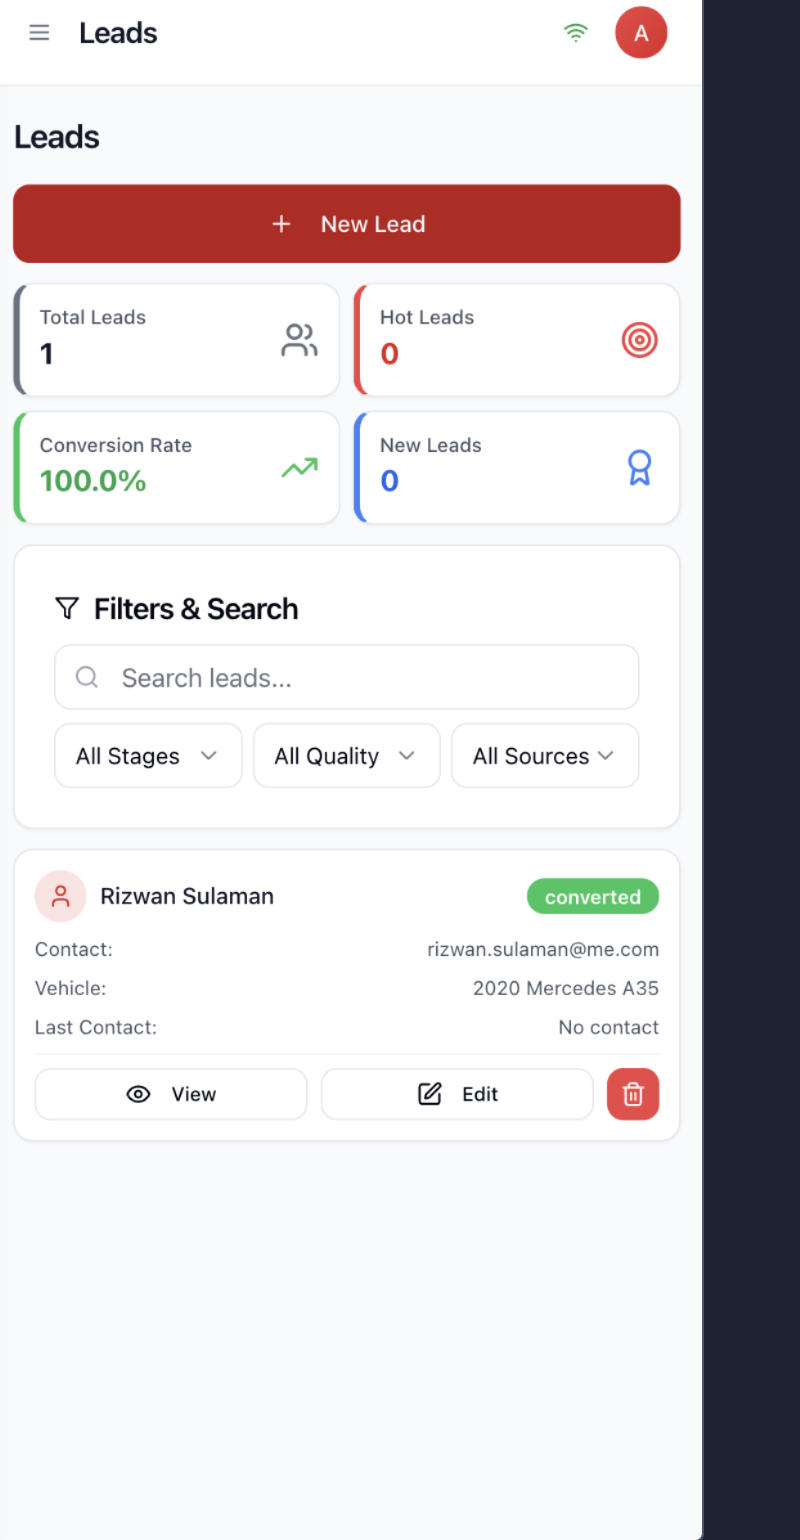 Leads
A
Leads
+ New Lead
Total Leads
1
Hot Leads
0
Conversion Rate
100.0%
New Leads
0
Filters & Search
Search leads...
All Stages
All Quality
All Sources
Rizwan Sulaman
converted
Contact: rizwan.sulaman@me.com
Vehicle: 2020 Mercedes A35
Last Contact: No contact
View
Edit